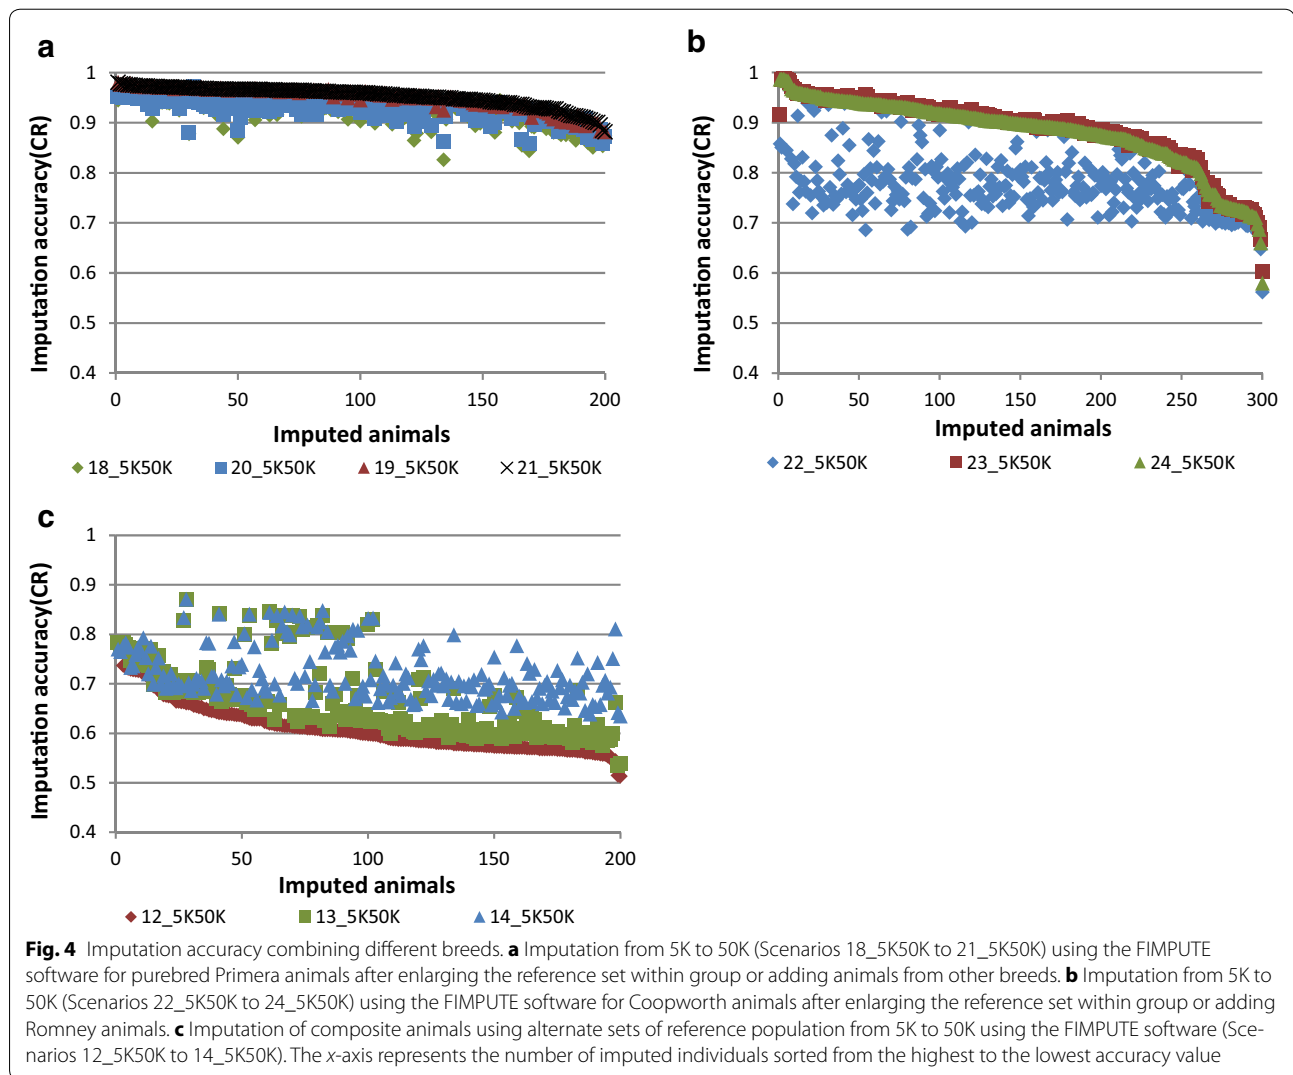 a
Imputation accuracy(CR)
1
0.9
0.8
0.7
0.6
0.5
0.4
0 50 100 150 200
Imputed animals
18_5K50K 20_5K50K 19_5K50K 21_5K50K
b
Imputation accuracy(CR)
1
0.9
0.8
0.7
0.6
0.5
0.4
0 50 100 150 200 250 300
Imputed animals
22_5K50K 23_5K50K 24_5K50K
c
Imputation accuracy(CR)
1
0.9
0.8
0.7
0.6
0.5
0.4
0 50 100 150 200
Imputed animals
12_5K50K 13_5K50K 14_5K50K
Fig. 4 Imputation accuracy combining different breeds. a Imputation from 5K to 50K (Scenarios 18_5K50K to 21_5K50K) using the FIMPUTE
software for purebred Primera animals after enlarging the reference set within group or adding animals from other breeds. b Imputation from 5K to
50K (Scenarios 22_5K50K to 24_5K50K) using the FIMPUTE software for Coopworth animals after enlarging the reference set within group or adding
Romney animals. c Imputation of composite animals using alternate sets of reference population from 5K to 50K using the FIMPUTE software (Sce-
narios 12_5K50K to 14_5K50K). The x-axis represents the number of imputed individuals sorted from the highest to the lowest accuracy value